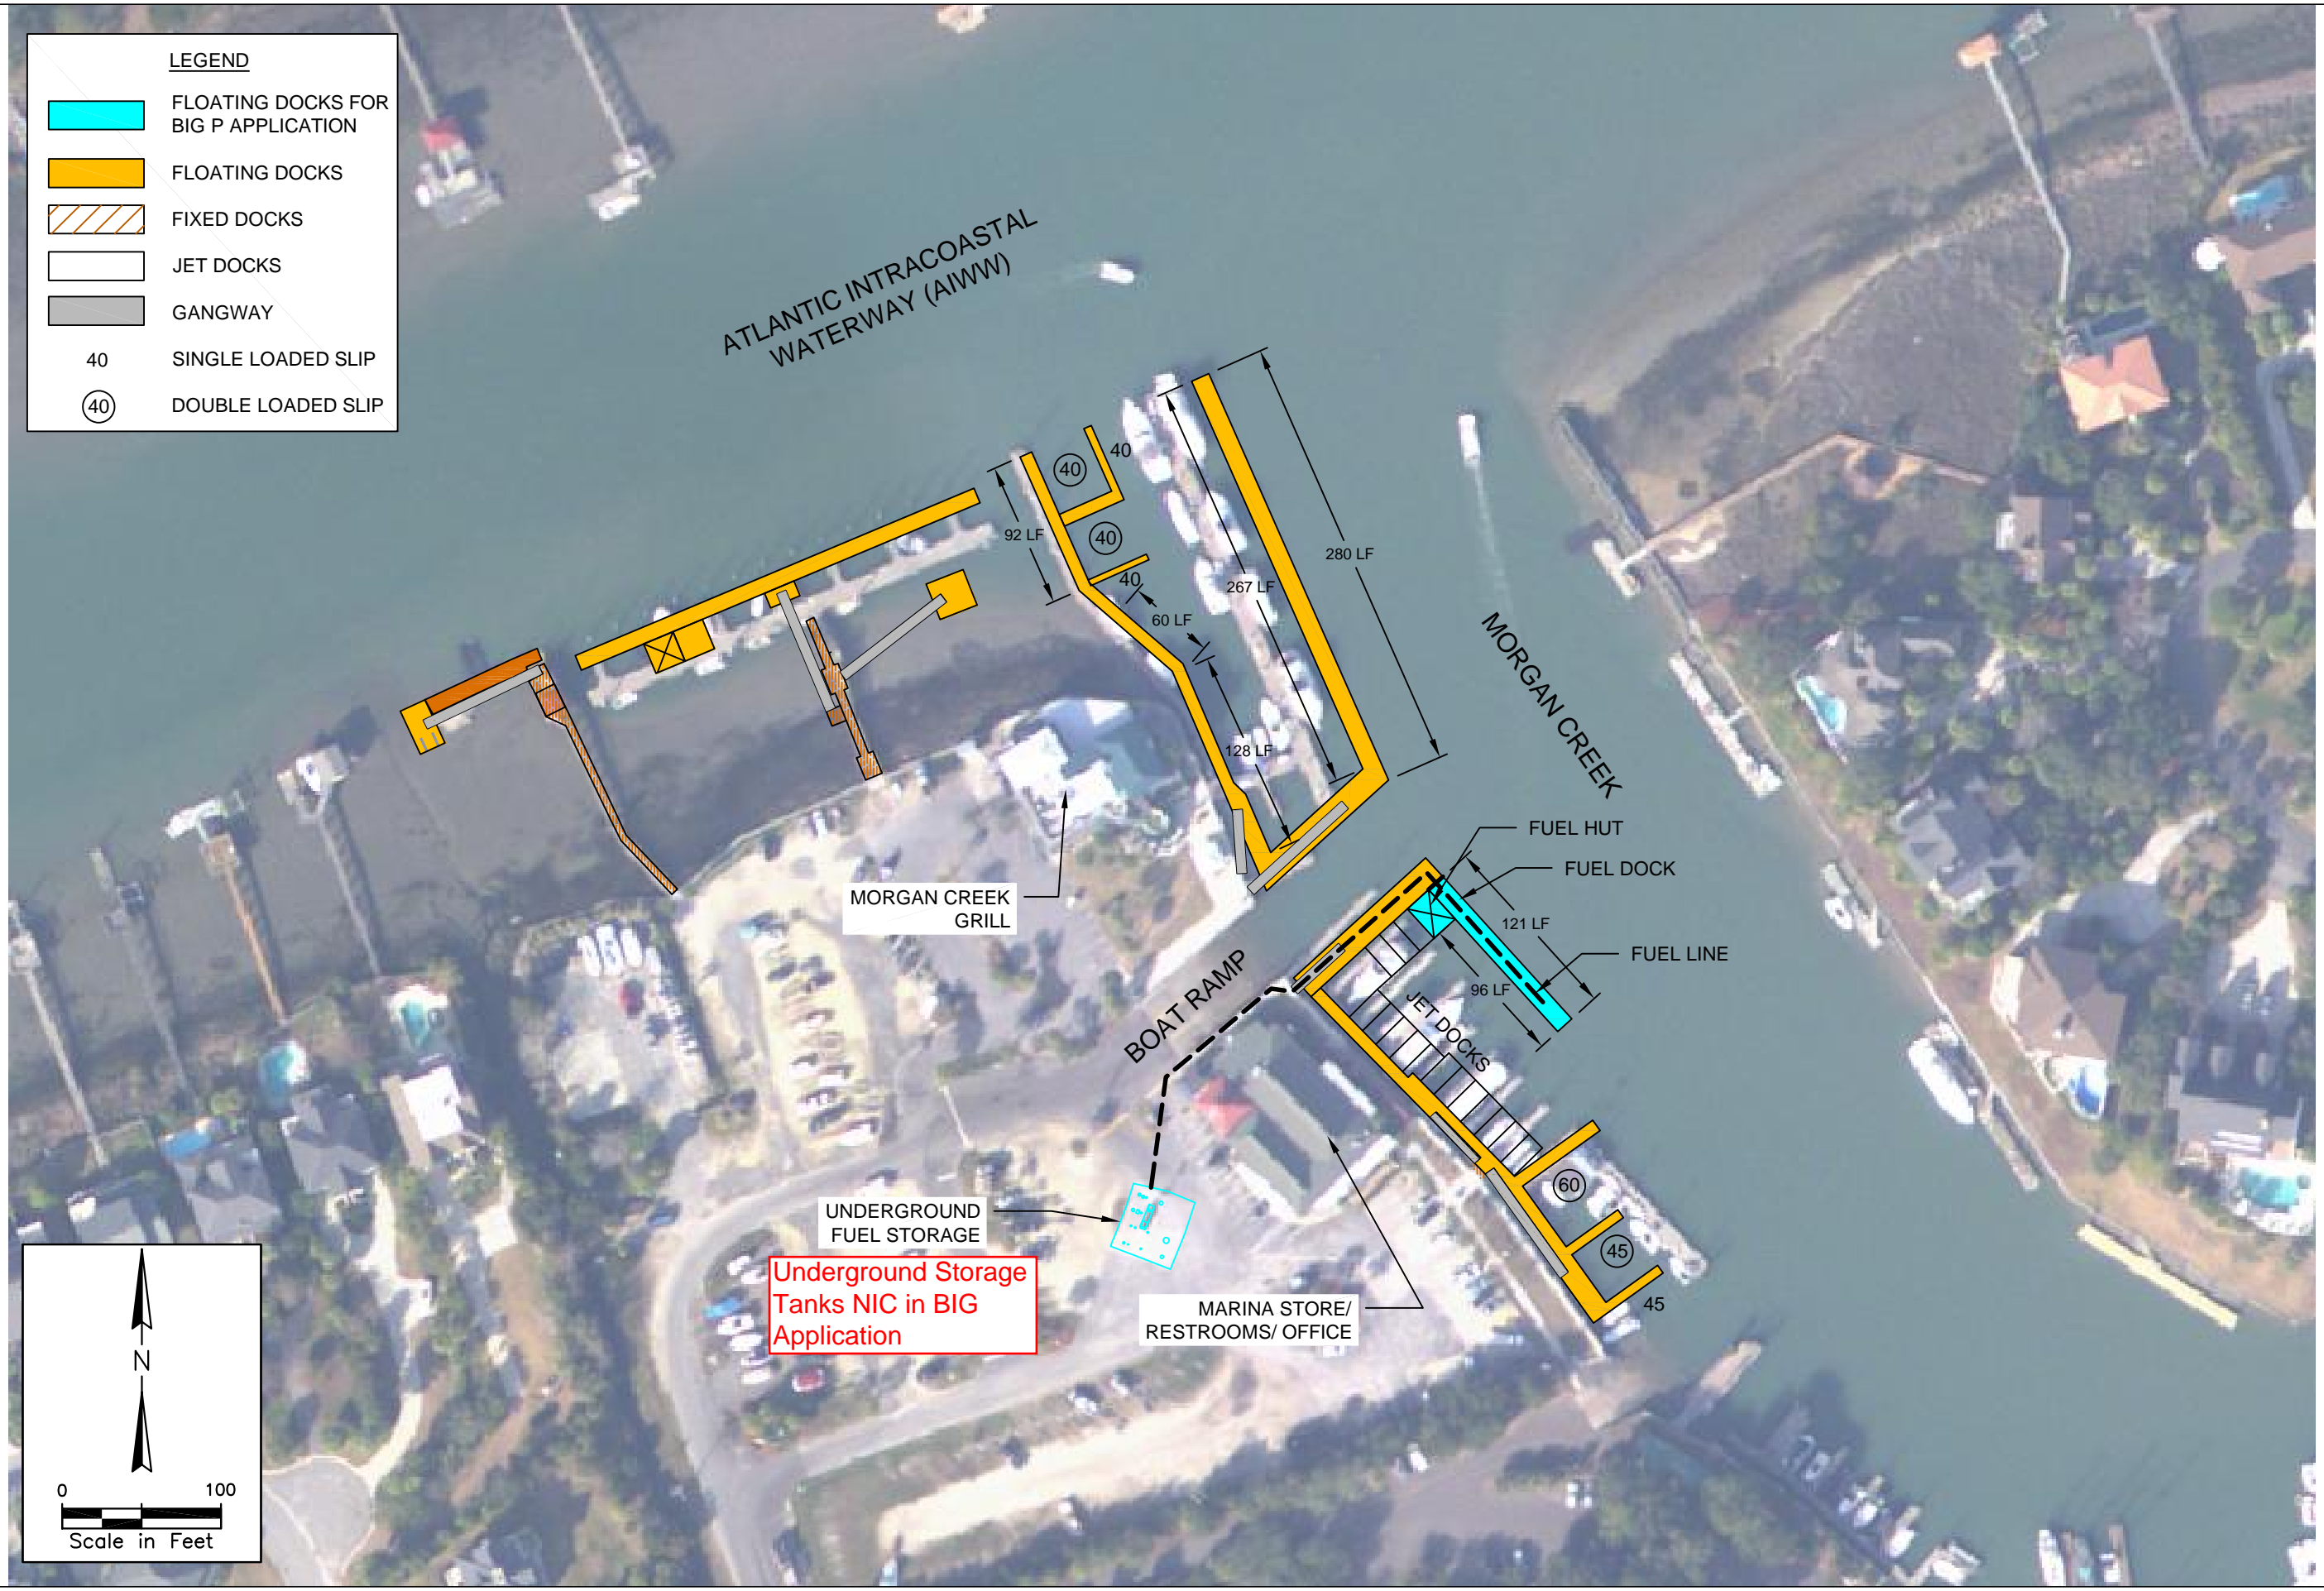 LEGEND
FLOATING DOCKS FOR
BIG P APPLICATION
FLOATING DOCKS
FIXED DOCKS
JET DOCKS
GANGWAY
40
SINGLE LOADED SLIP
40
DOUBLE LOADED SLIP
ATLANTIC INTRACOASTAL
WATERWAY (AIWW)
40
40
92 LF
40
40
60 LF
267 LF
280 LF
128 LF
MORGAN CREEK
MORGAN CREEK
GRILL
FUEL HUT
FUEL DOCK
121 LF
FUEL LINE
96 LF
BOAT RAMP
JET DOCKS
60
45
45
UNDERGROUND
FUEL STORAGE
Underground Storage
Tanks NIC in BIG
Application
MARINA STORE/
RESTROOMS/ OFFICE
N
0 100
Scale in Feet